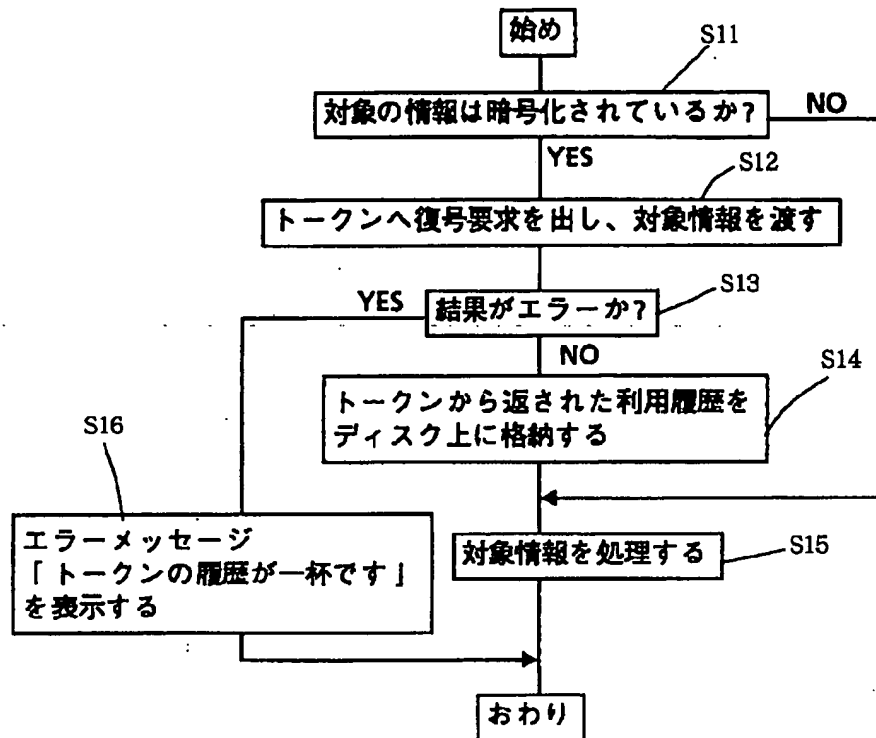 始め
S11
対象の情報は暗号化されているか?
NO
YES
S12
トークンへ復号要求を出し、対象情報を渡す
S13
YES
結果がエラーか?
NO
S14
トークンから返された利用履歴を
ディスク上に格納する
S16
エラーメッセージ
「トークンの履歴が一杯です」
を表示する
対象情報を処理する
S15
おわり